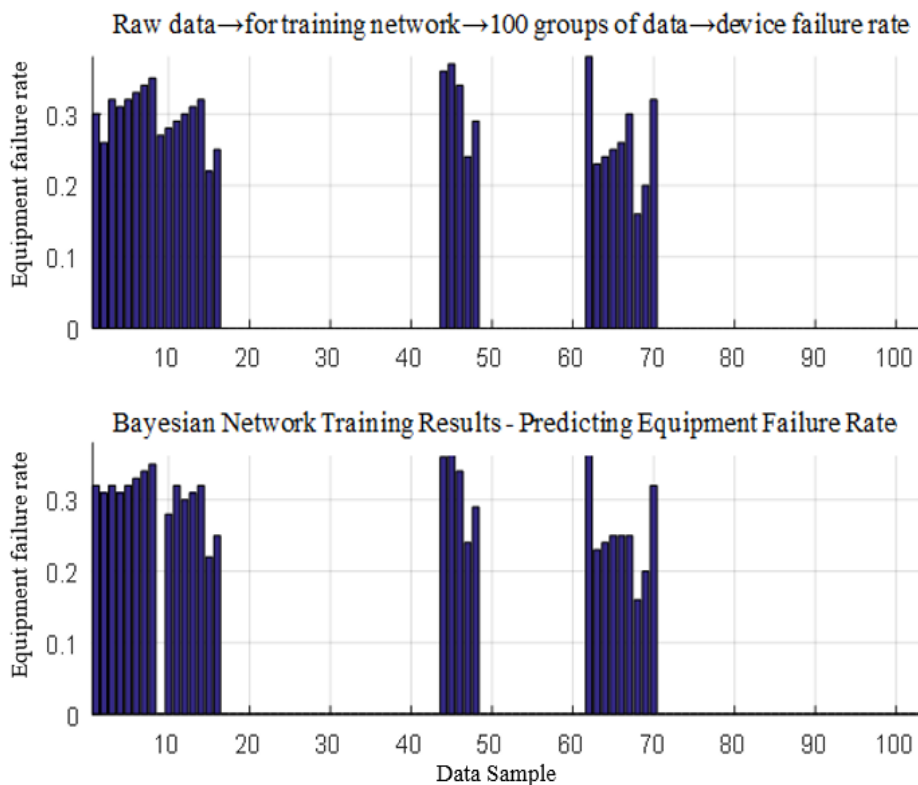 Raw data→for training network→100 groups of data→device failure rate
Equipment failure rate
0.3
0.2
0.1
0
10 20 30 40 50 60 70 80 90 100
Bayesian Network Training Results - Predicting Equipment Failure Rate
Equipment failure rate
0.3
0.2
0.1
0
10 20 30 40 50 60 70 80 90 100
Data Sample